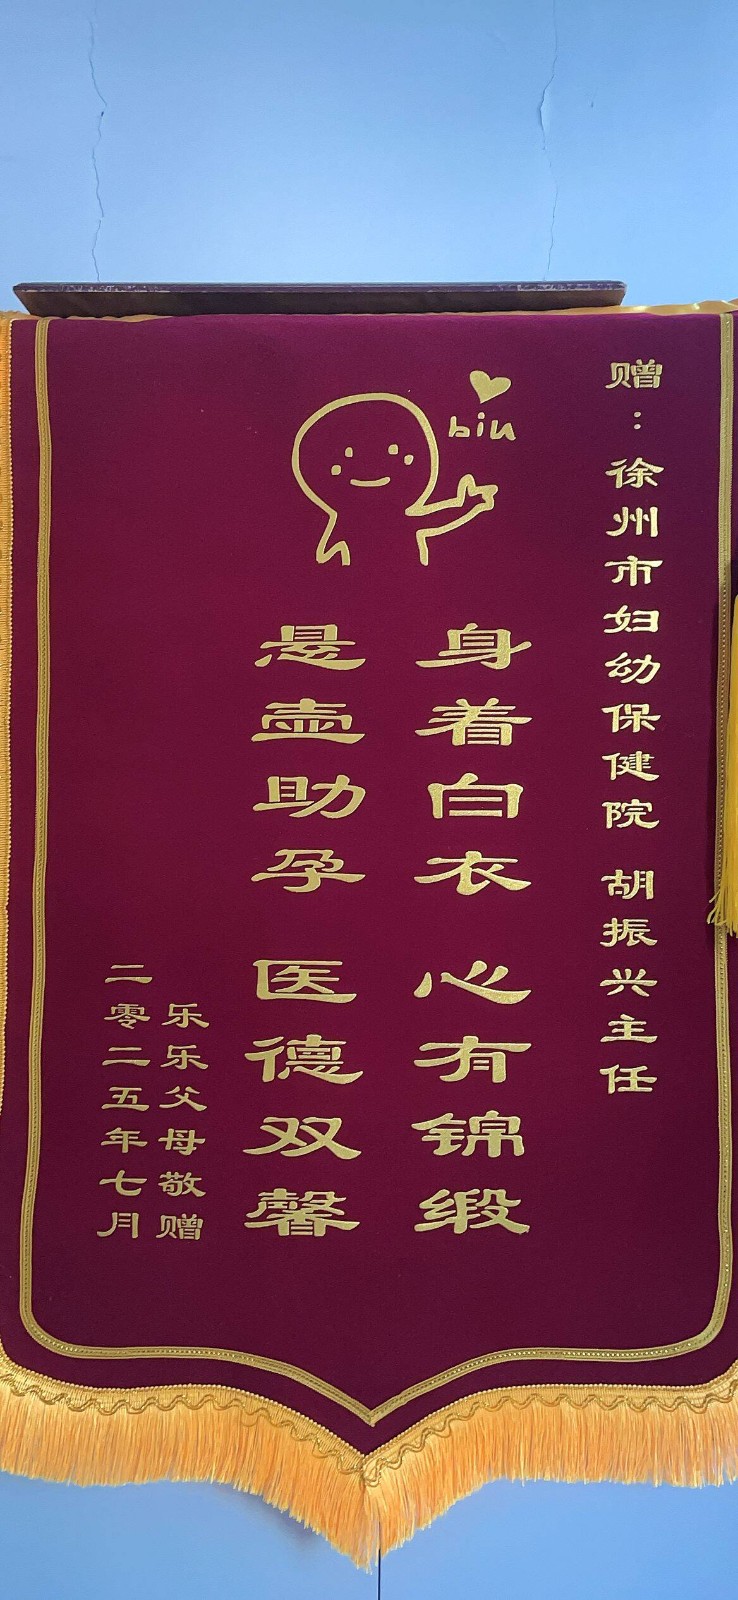 赠：徐州市妇幼保健院 胡振兴主任
biu
身着白衣 心有锦缎
悬壶助孕 医德双馨
乐乐父母敬赠
二零二五年七月